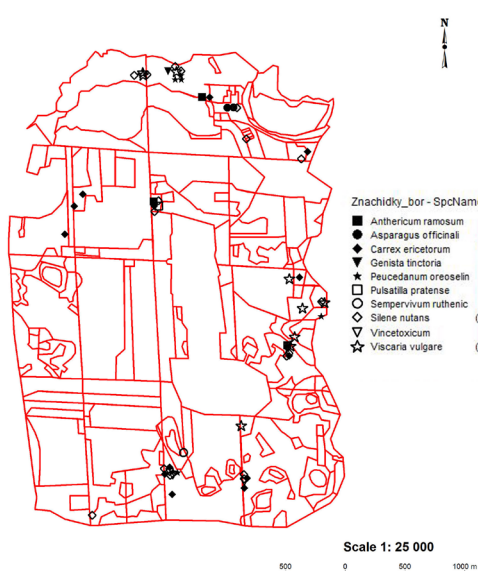 N
Znachidky_bor - SpcName
Anthericum ramosum
Asparagus officinali
Carrex ericetorum
Genista tinctoria
Peucedanum oreoselin
Pulsatilla pratense
Sempervivum ruthenic
Silene nutans
Vincetoxicum
Viscaria vulgare
Scale 1: 25 000
500 0 500 1000 m